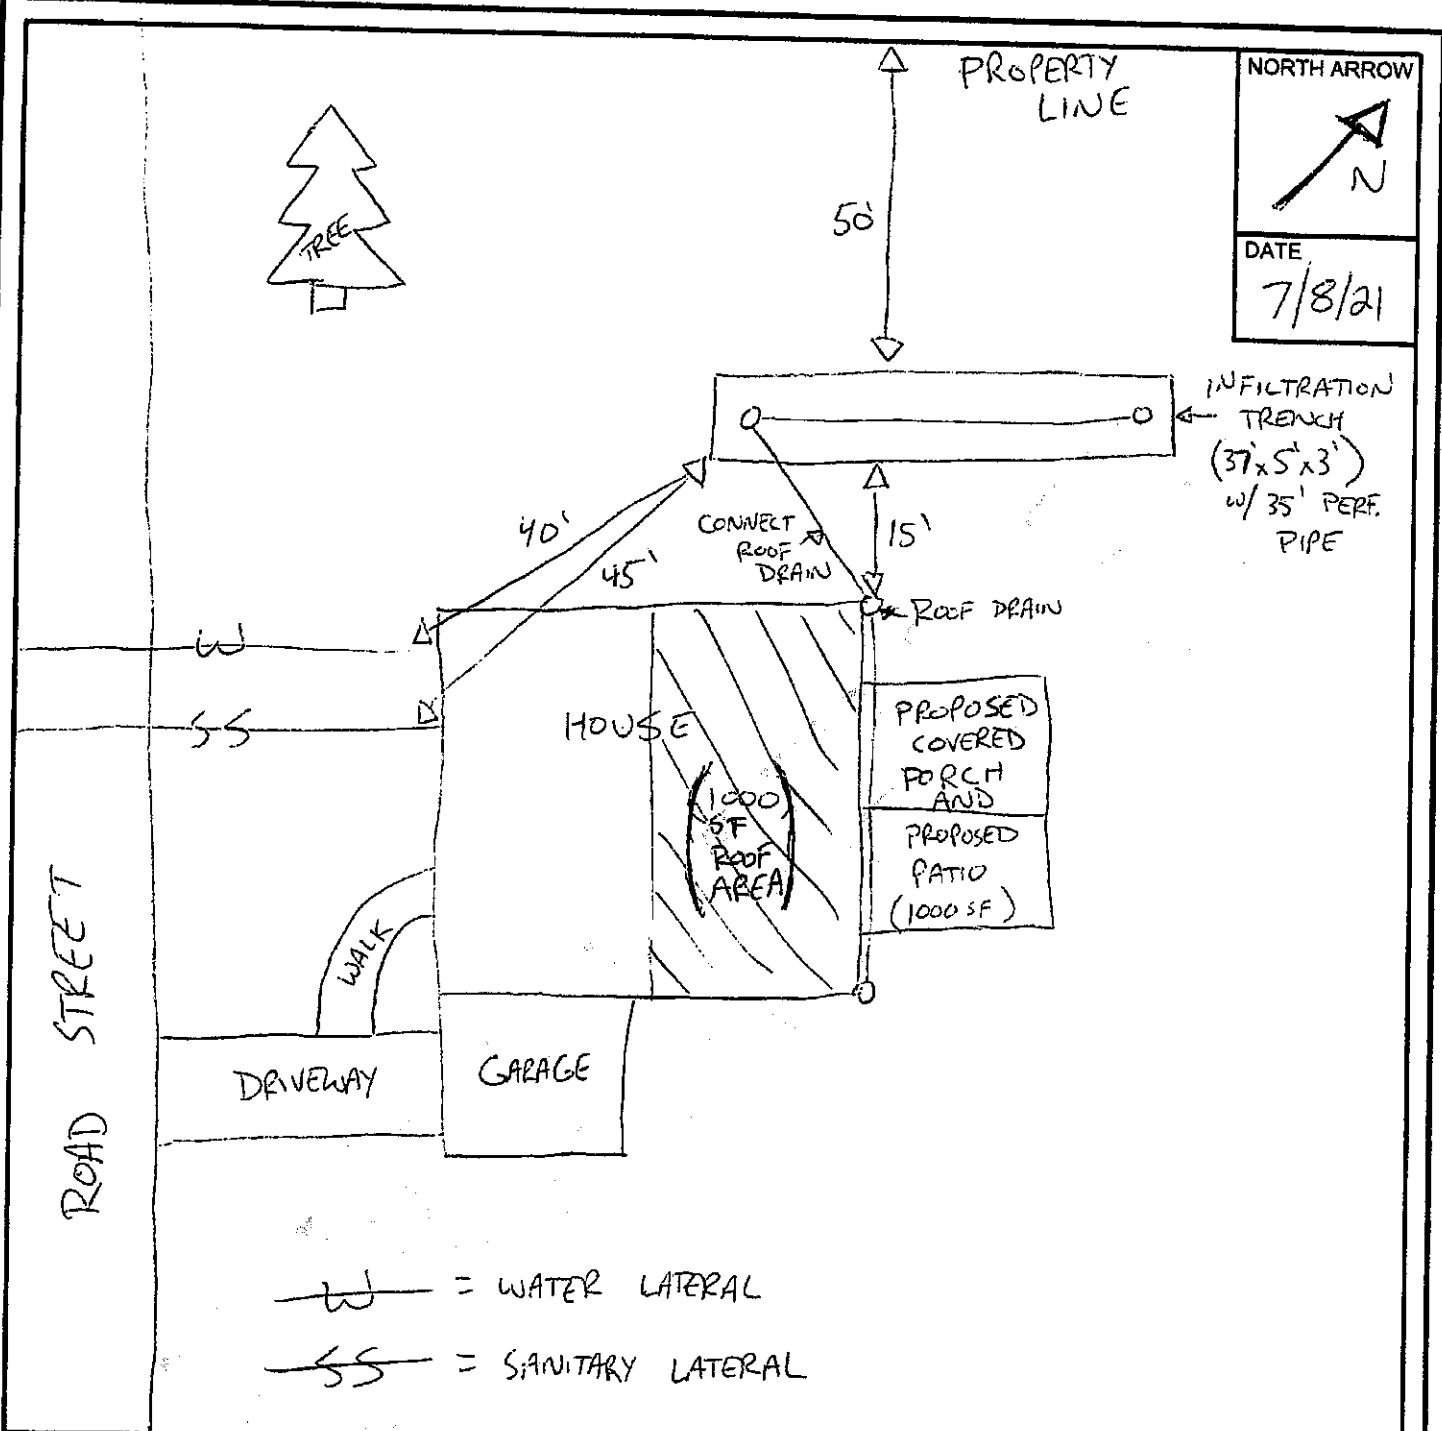 PROPERTY
LINE
NORTH ARROW
N
DATE
7/8/21
50'
TREE
INFILTRATION
TRENCH
(37'x5'x3')
W/ 35' PERF.
PIPE
40'
45'
CONNECT
ROOF
DRAIN
15'
ROOF DRAIN
W
SS
HOUSE
(1000
SF
ROOF
AREA)
PROPOSED
COVERED
PORCH
AND
PROPOSED
PATIO
(1000 SF)
WALK
DRIVEWAY
GARAGE
ROAD STREET
W = WATER LATERAL
SS = SANITARY LATERAL